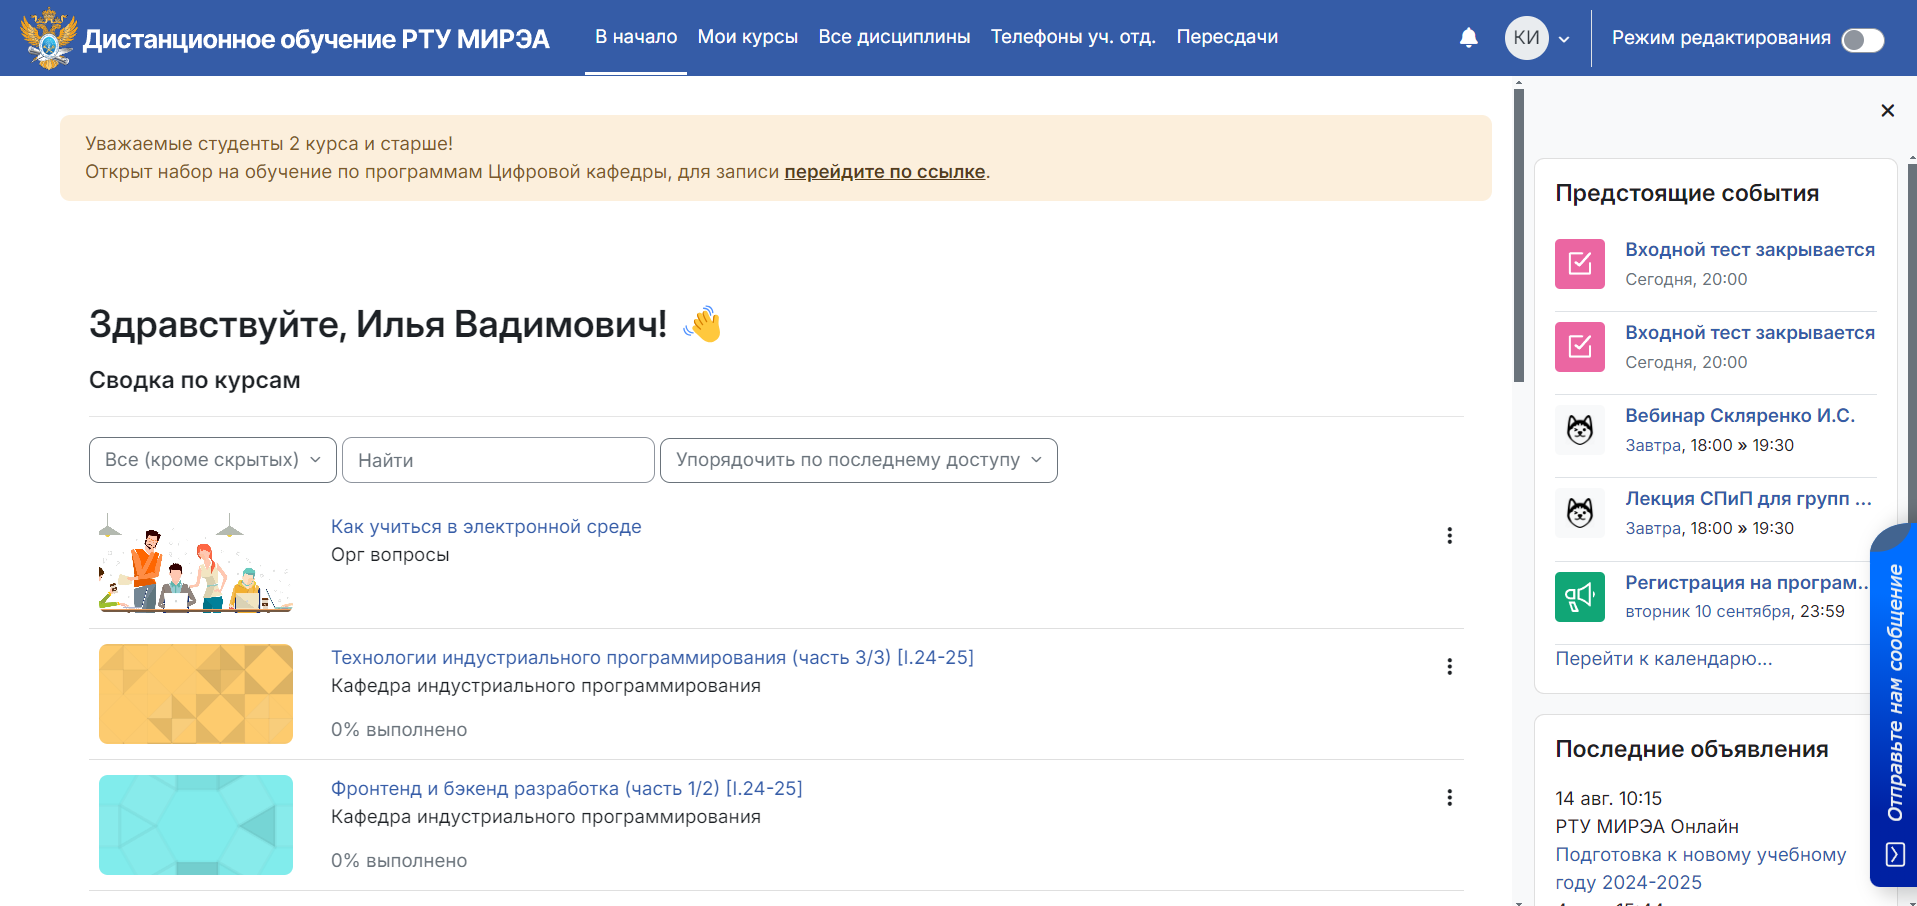 Дистанционное обучение РТУ МИРЭА
В начало
Мои курсы
Все дисциплины
Телефоны уч. отд.
Пересдачи
КИ
Режим редактирования
Уважаемые студенты 2 курса и старше!
Открыт набор на обучение по программам Цифровой кафедры, для записи перейдите по ссылке.
Здравствуйте, Илья Вадимович!
Сводка по курсам
Все (кроме скрытых)
Найти
Упорядочить по последнему доступу
Как учиться в электронной среде
Орг вопросы
Технологии индустриального программирования (часть 3/3) [I.24-25]
Кафедра индустриального программирования
0% выполнено
Фронтенд и бэкенд разработка (часть 1/2) [I.24-25]
Кафедра индустриального программирования
0% выполнено
Предстоящие события
Входной тест закрывается
Сегодня, 20:00
Входной тест закрывается
Сегодня, 20:00
Вебинар Скляренко И.С.
Завтра, 18:00 » 19:30
Лекция СПиП для групп ...
Завтра, 18:00 » 19:30
Регистрация на програм...
вторник 10 сентября, 23:59
Перейти к календарю...
Последние объявления
14 авг. 10:15
РТУ МИРЭА Онлайн
Подготовка к новому учебному
году 2024-2025
Отправьте нам сообщение